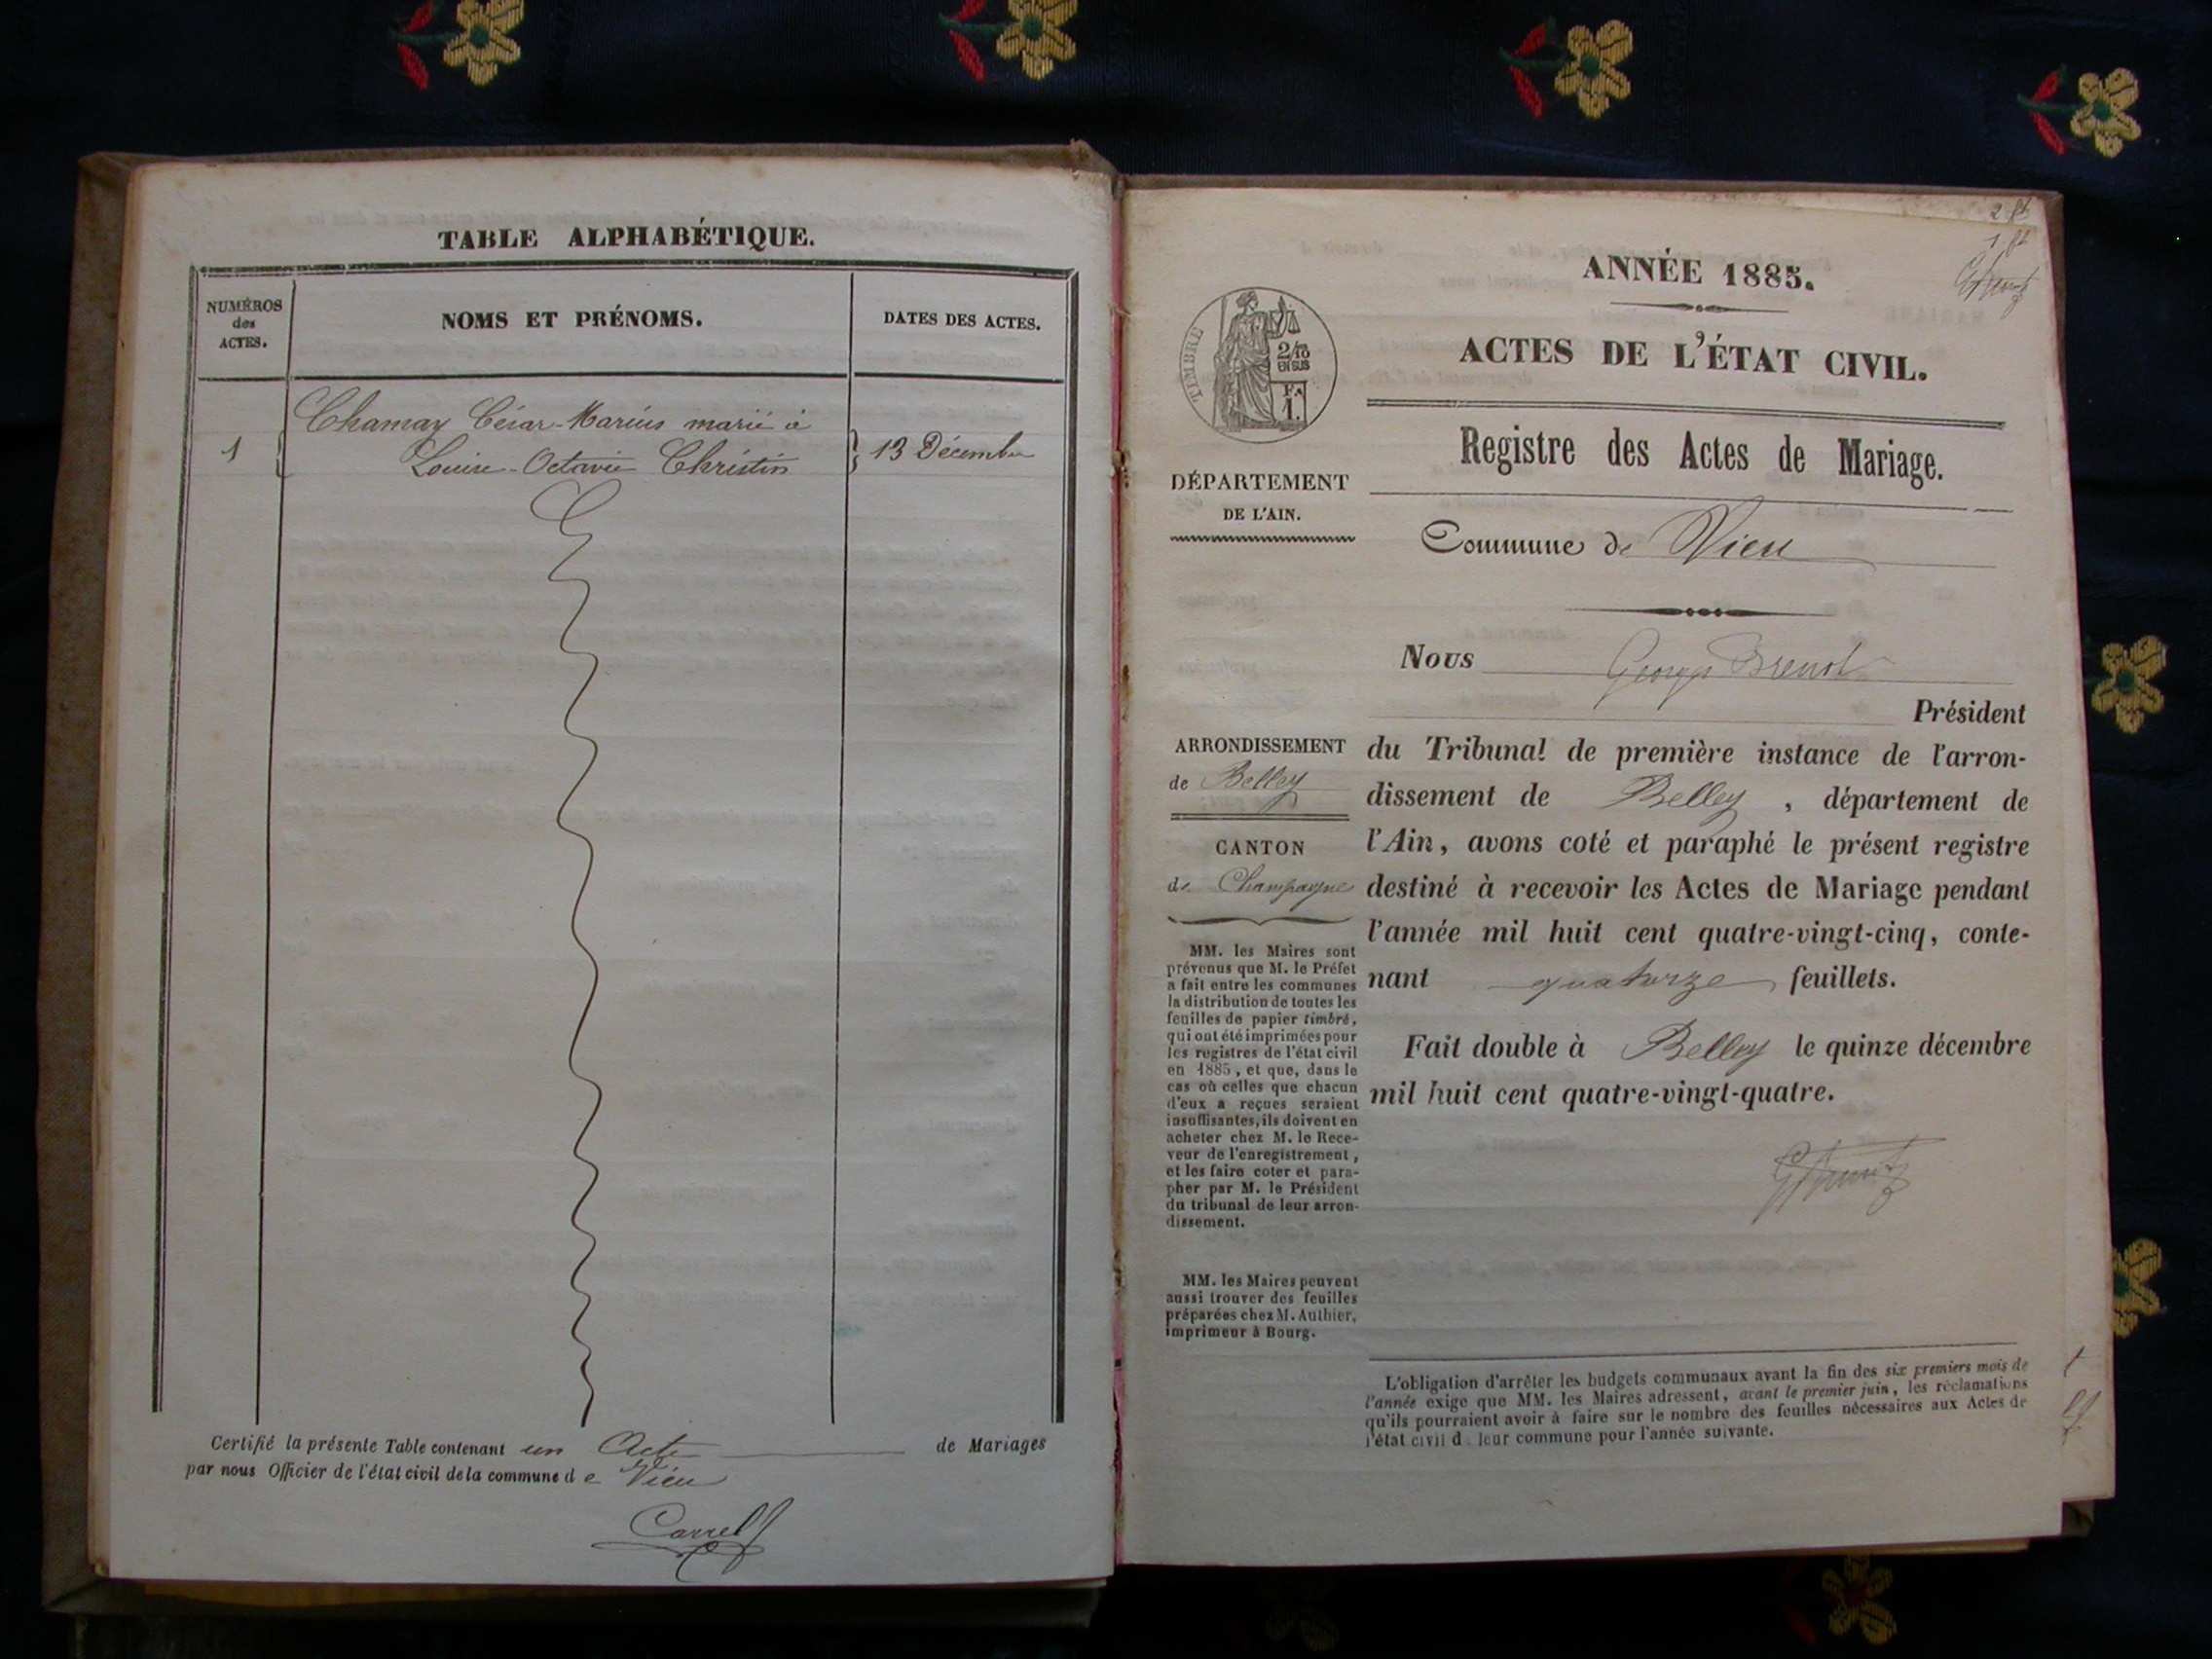 TABLE ALPHABÉTIQUE.
NUMÉROS
des
ACTES.
NOMS ET PRÉNOMS.
DATES DES ACTES.
Chamay César-Marius marié à
1
Louise-Octavie Christin
13 Décembre
Certifié la présente Table contenant un Acte de Mariages
par nous Officier de l'état civil de la commune de Vieu
Carrel
2 ft
1 ft
ANNÉE 1885.
TIMBRE
2/10
EN SUS
F.
1.
ACTES DE L'ÉTAT CIVIL.
Registre des Actes de Mariage.
DÉPARTEMENT
DE L'AIN.
Commune de Vieu
Nous Georges Brenot
Président
ARRONDISSEMENT
de Belley
CANTON
de Champagne
du Tribunal de première instance de l'arron-
dissement de Belley, département de
l'Ain, avons coté et paraphé le présent registre
destiné à recevoir les Actes de Mariage pendant
l'année mil huit cent quatre-vingt-cinq, conte-
nant quatorze feuillets.
Fait double à Belley le quinze décembre
mil huit cent quatre-vingt-quatre.
MM. les Maires sont
prévenus que M. le Préfet
a fait entre les communes
la distribution de toutes les
feuilles de papier timbré,
qui ont été imprimées pour
les registres de l'état civil
en 1885, et que, dans le
cas où celles que chacun
d'eux a reçues seraient
insuffisantes, ils doivent en
acheter chez M. le Rece-
veur de l'enregistrement,
et les faire coter et para-
pher par M. le Président
du tribunal de leur arron-
dissement.
MM. les Maires peuvent
aussi trouver des feuilles
préparées chez M. Authier,
imprimeur à Bourg.
L'obligation d'arrêter les budgets communaux avant la fin des six premiers mois de
l'année exige que MM. les Maires adressent, avant le premier juin, les réclamations
qu'ils pourraient avoir à faire sur le nombre des feuilles nécessaires aux Actes de
l'état civil d. leur commune pour l'année suivante.